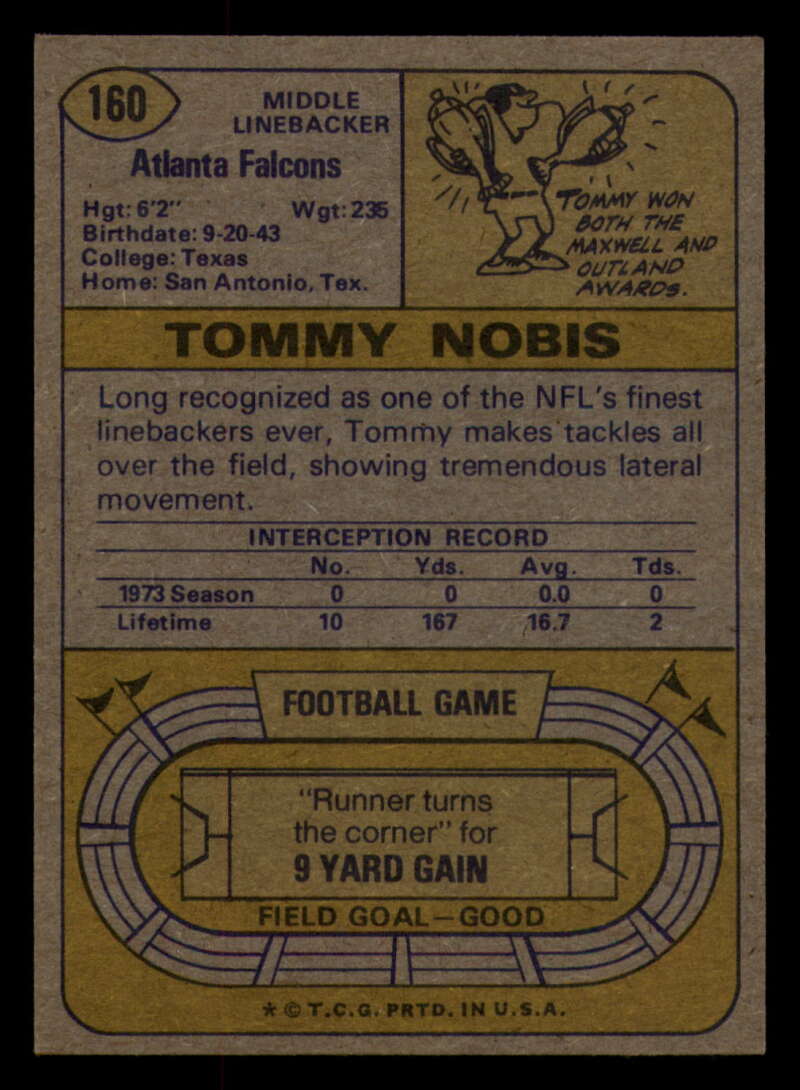 160
MIDDLE
LINEBACKER
Atlanta Falcons
Hgt: 6'2" Wgt: 235
Birthdate: 9-20-43
College: Texas
Home: San Antonio, Tex.
TOMMY WON
BOTH THE
MAXWELL AND
OUTLAND
AWARDS.
TOMMY NOBIS
Long recognized as one of the NFL's finest
linebackers ever, Tommy makes tackles all
over the field, showing tremendous lateral
movement.
INTERCEPTION RECORD
No. Yds. Avg. Tds.
1973 Season 0 0 0.0 0
Lifetime 10 167 16.7 2
FOOTBALL GAME
"Runner turns
the corner" for
9 YARD GAIN
FIELD GOAL—GOOD
* © T.C.G. PRTD. IN U.S.A.